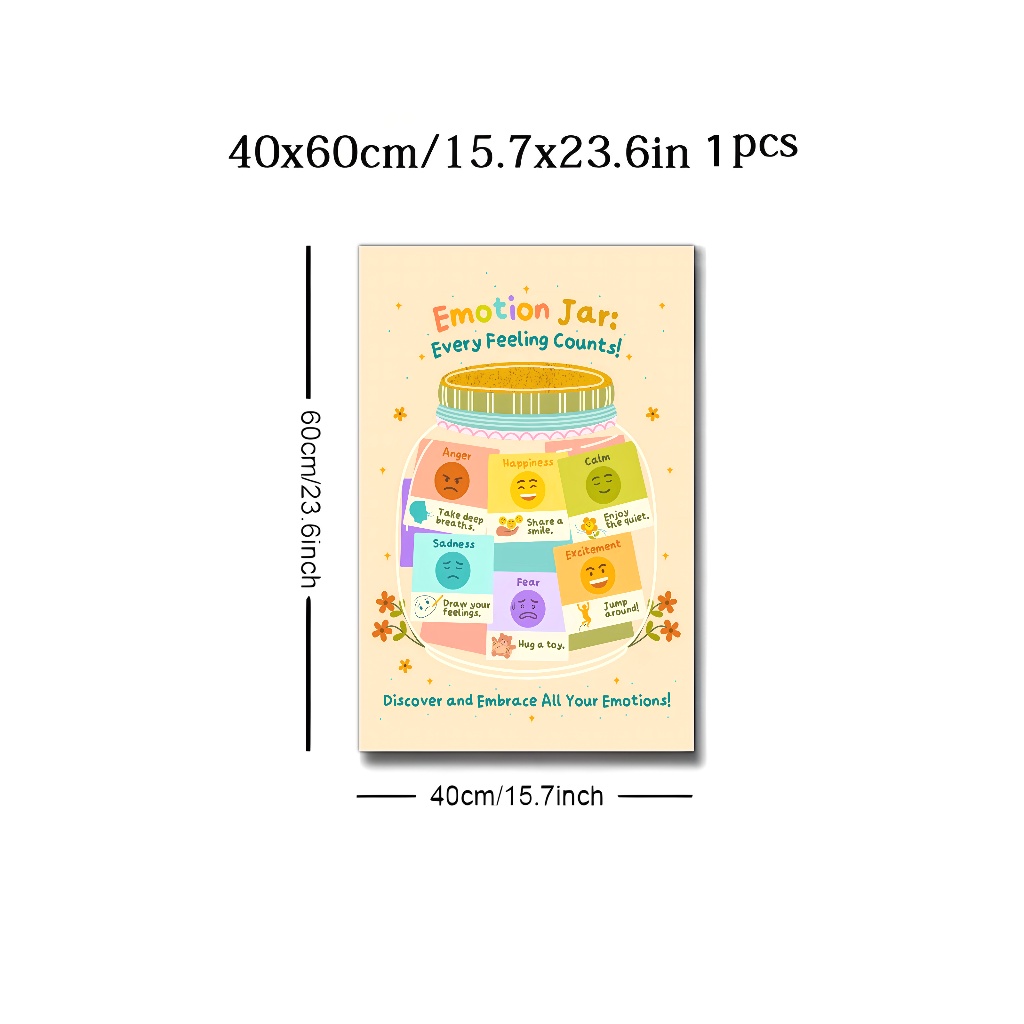 40x60cm/15.7x23.6in 1pcs
60cm/23.6inch
Emotion Jar:
Every Feeling Counts!
Anger
Take deep
breaths.
Happiness
Share a
smile.
Calm
Enjoy
the quiet.
Sadness
Draw your
feelings.
Fear
Hug a toy.
Excitement
Jump
around!
Discover and Embrace All Your Emotions!
40cm/15.7inch